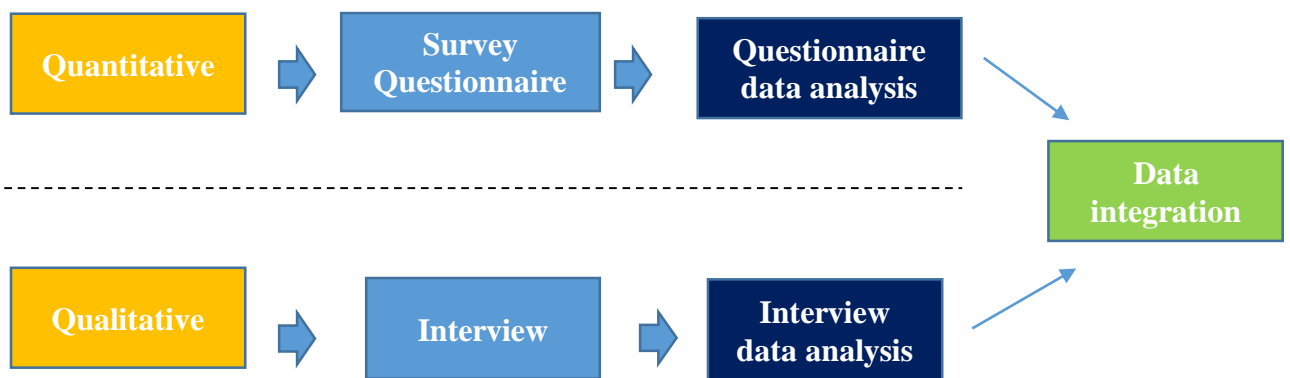 Quantitative
Survey
Questionnaire
Questionnaire
data analysis
Data
integration
Qualitative
Interview
Interview
data analysis